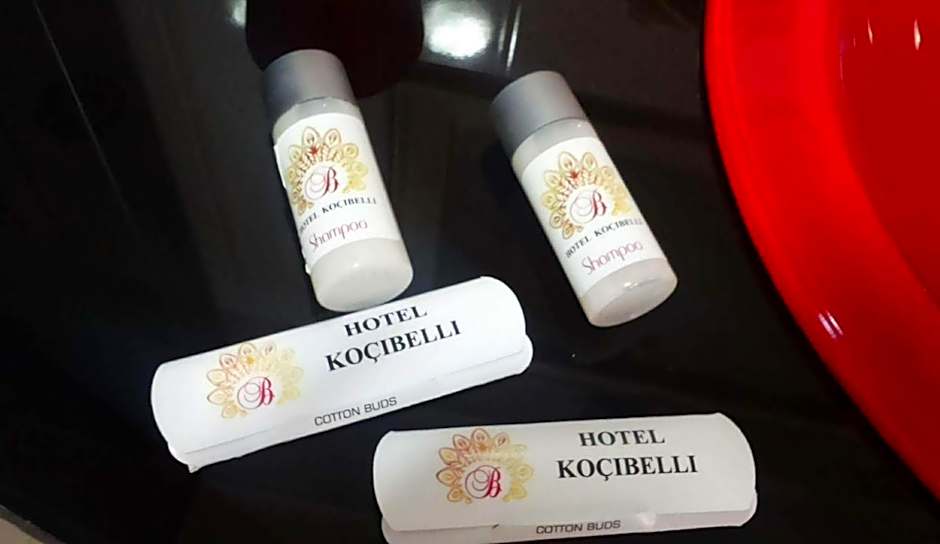 B
HOTEL KOÇIBELLI
Shampoo
B
HOTEL KOÇIBELLI
Shampoo
HOTEL
KOÇIBELLI
B
COTTON BUDS
HOTEL
KOÇIBELLI
B
COTTON BUDS